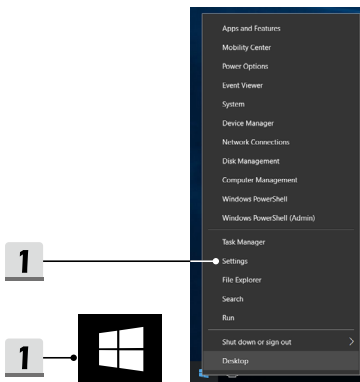 Apps and Features
Mobility Center
Power Options
Event Viewer
System
Device Manager
Network Connections
Disk Management
Computer Management
Windows PowerShell
Windows PowerShell (Admin)
Task Manager
1
Settings
File Explorer
Search
Run
Shut down or sign out
1
Desktop